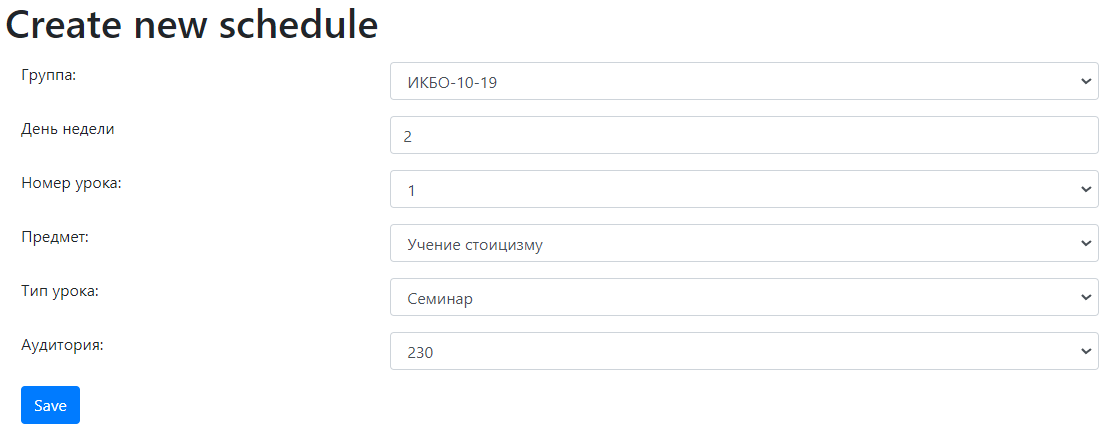 Create new schedule
Группа:
ИКБО-10-19
День недели
2
Номер урока:
1
Предмет:
Учение стоицизму
Тип урока:
Семинар
Аудитория:
230
Save